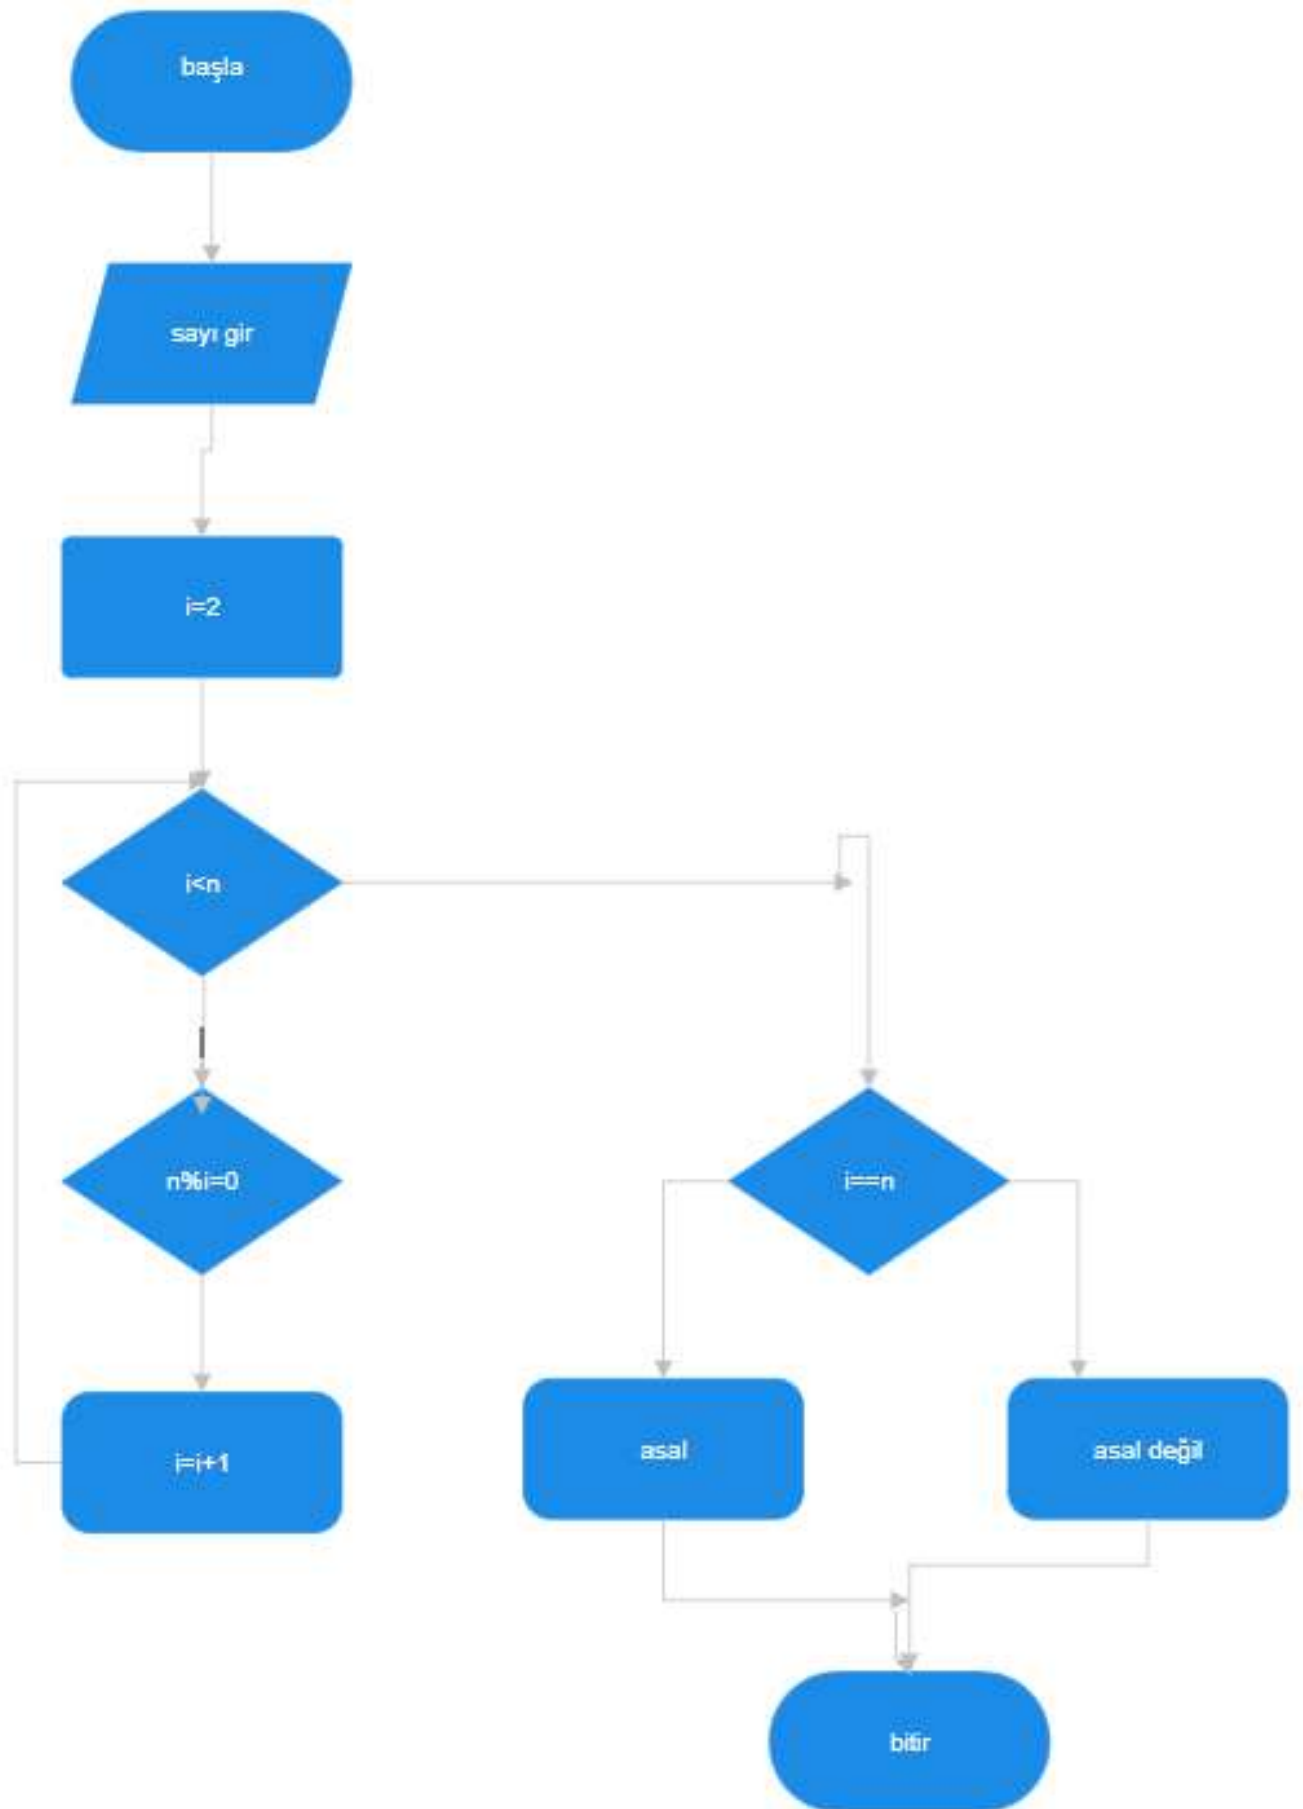 başla
sayı gir
i=2
i<n
n%i=0
i==n
i=i+1
asal
asal değil
bitir